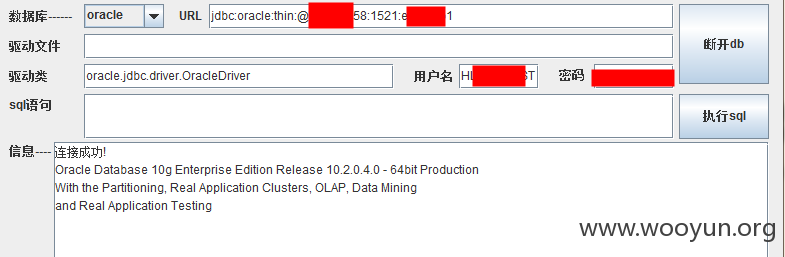 数据库------ oracle URL jdbc:oracle:thin:@ 58:1521:e 1
断开db
驱动文件
驱动类 oracle.jdbc.driver.OracleDriver 用户名 HL ST 密码
sql语句
执行sql
信息---- 连接成功!
Oracle Database 10g Enterprise Edition Release 10.2.0.4.0 - 64bit Production
With the Partitioning, Real Application Clusters, OLAP, Data Mining
and Real Application Testing
www.wooyun.org